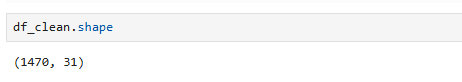 df_clean.shape
(1470, 31)